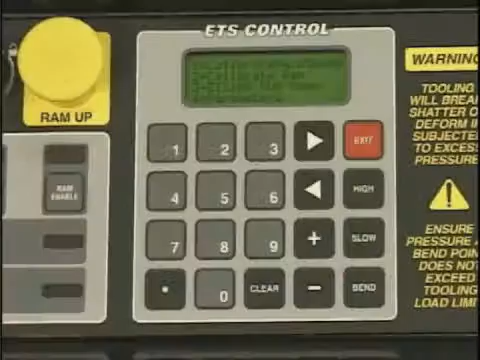 ETS CONTROL
RAM UP
RAM
ENABLE
1 2 3 EXIT
4 5 6 HIGH
7 8 9 + SLOW
. 0 CLEAR - BEND
WARNING
TOOLING
WILL BREA
SHATTER O
DEFORM I
SUBJECTE
TO EXCES
PRESSURE
ENSURE
PRESSURE A
BEND POIN
DOES NOT
EXCEED
TOOLING
LOAD LIMI